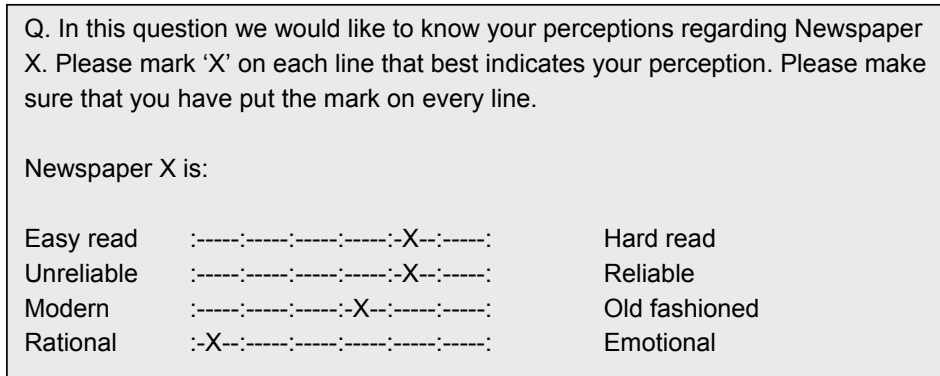 Q. In this question we would like to know your perceptions regarding Newspaper
X. Please mark ‘X’ on each line that best indicates your perception. Please make
sure that you have put the mark on every line.
Newspaper X is:
Easy read :-----:-----:-----:-----:-X--:-----: Hard read
Unreliable :-----:-----:-----:-----:-X--:-----: Reliable
Modern :-----:-----:-----:-X--:-----:-----: Old fashioned
Rational :-X--:-----:-----:-----:-----:-----: Emotional